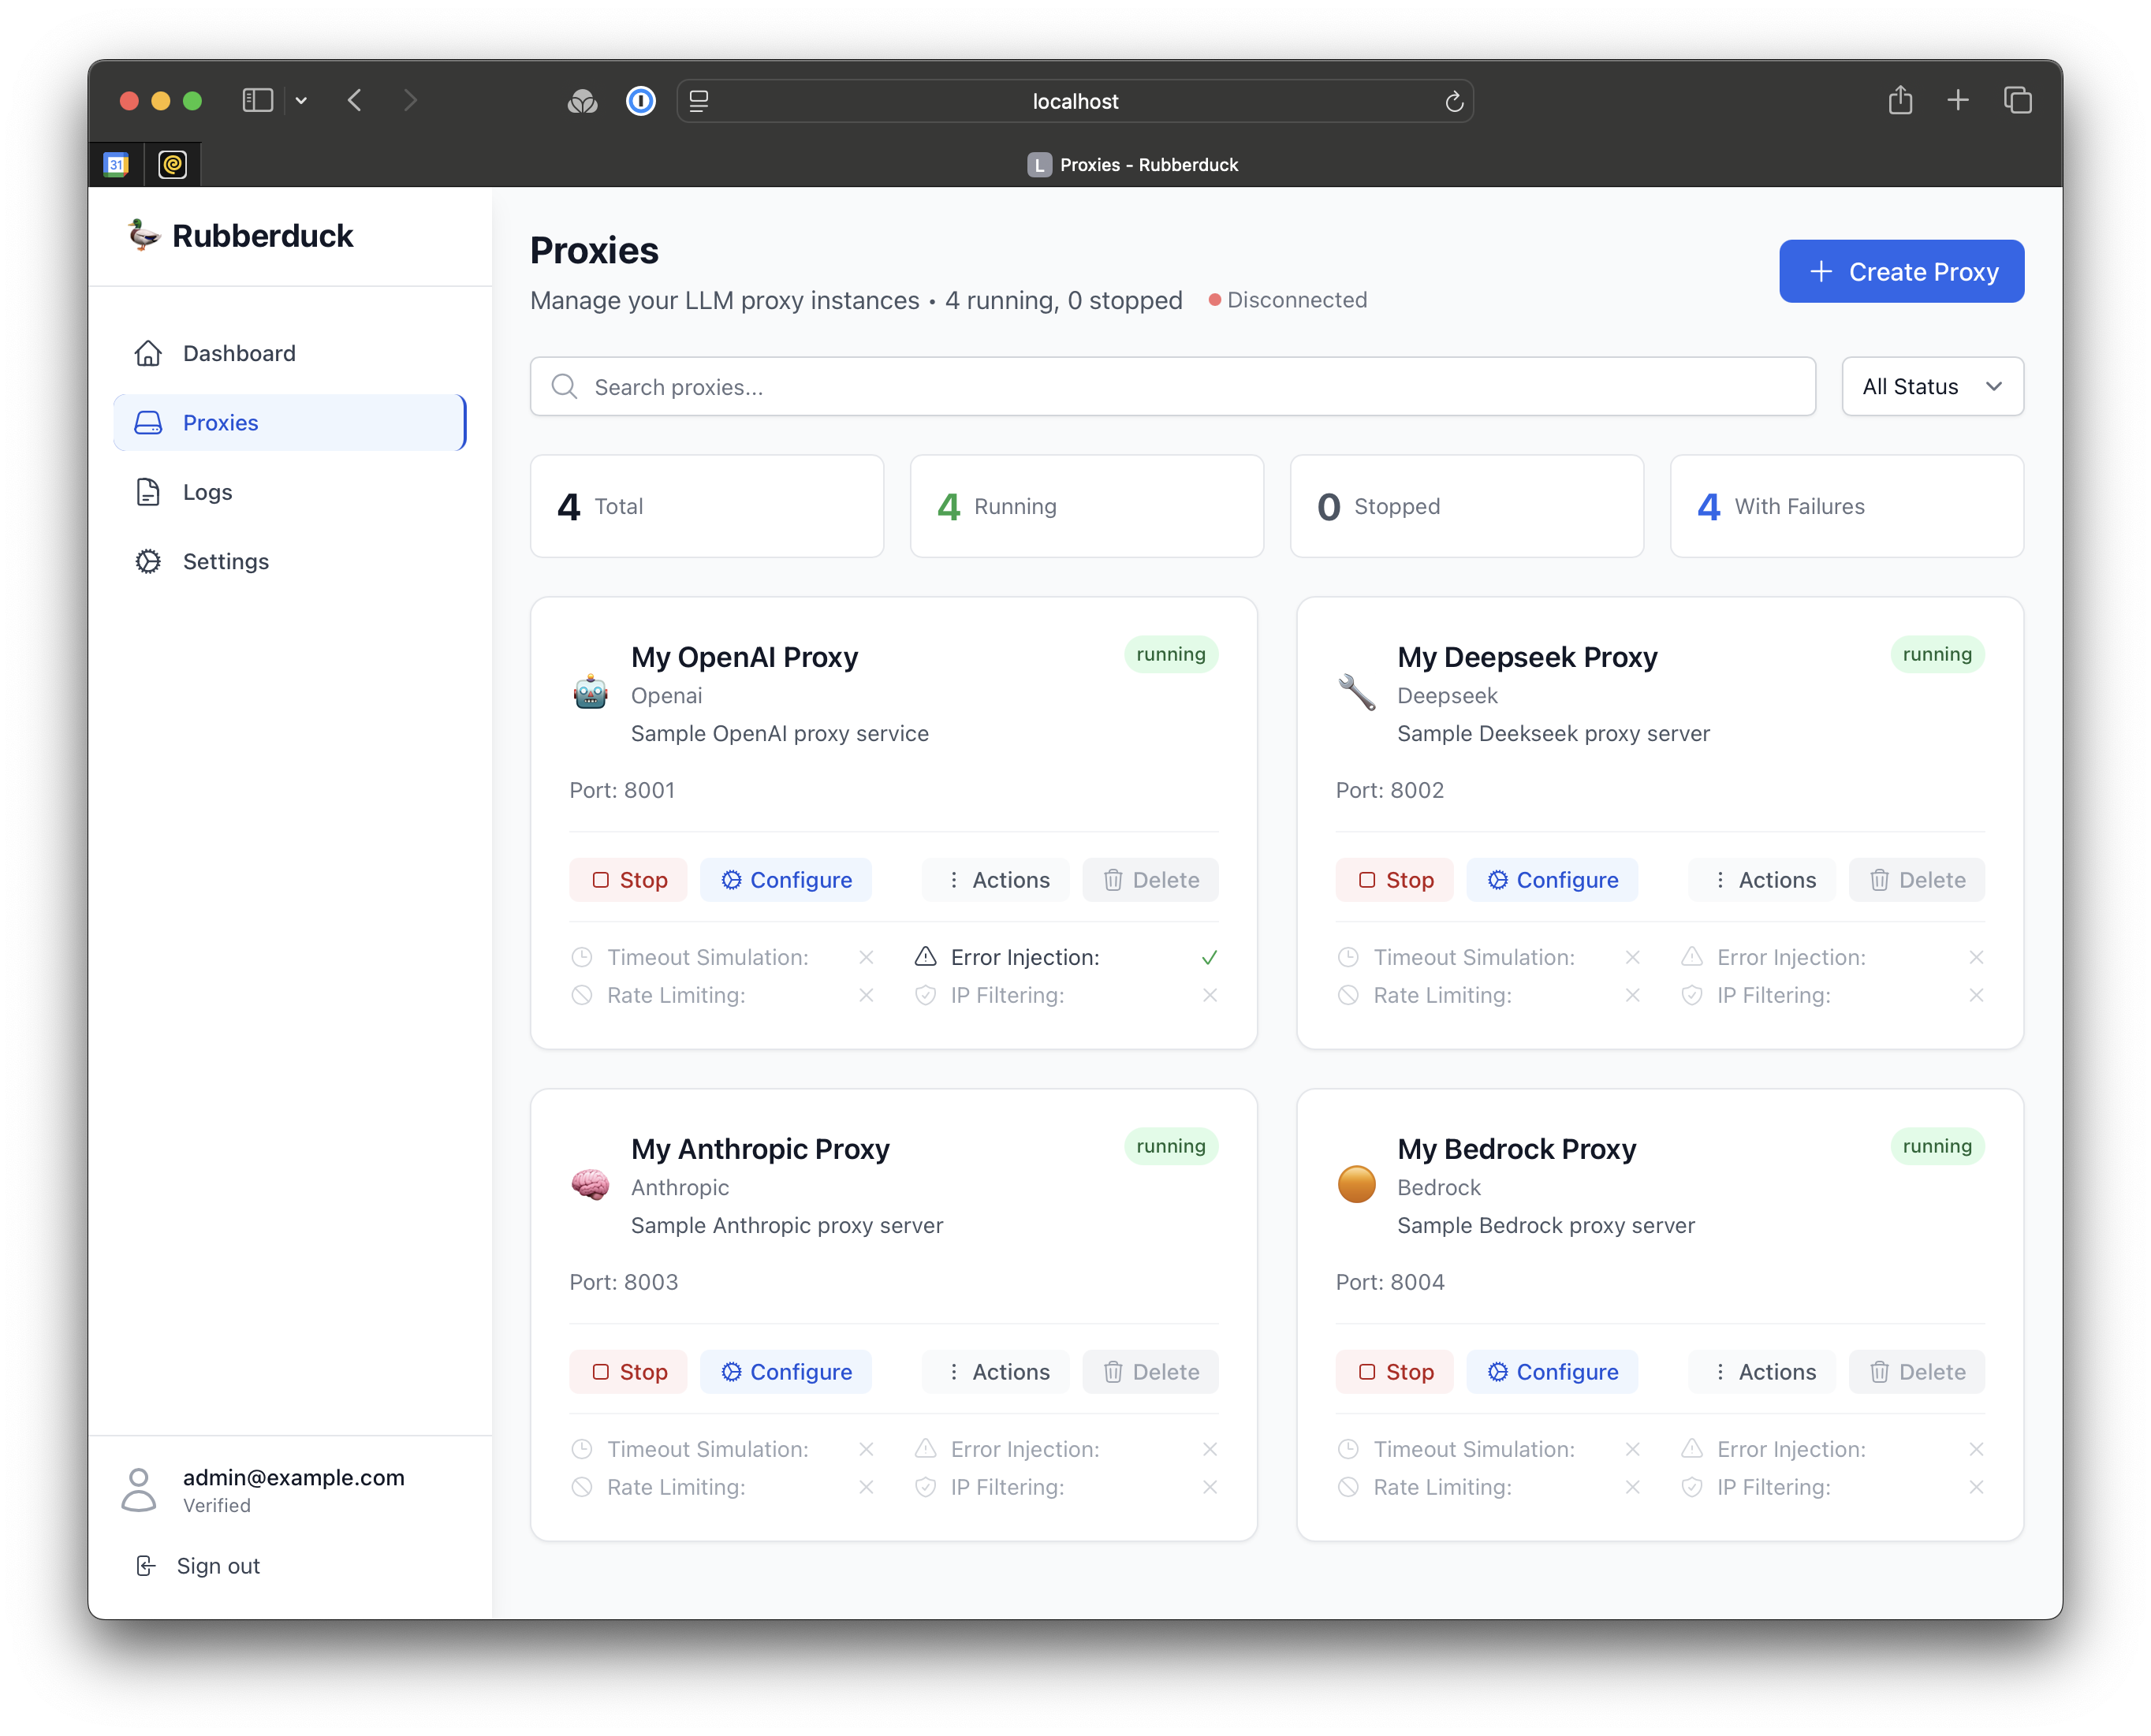 localhost
31
L Proxies - Rubberduck
Rubberduck
Dashboard
Proxies
Logs
Settings
admin@example.com
Verified
Sign out
Proxies
Manage your LLM proxy instances • 4 running, 0 stopped Disconnected
Create Proxy
Search proxies...
All Status
4 Total
4 Running
0 Stopped
4 With Failures
My OpenAI Proxy
running
Openai
Sample OpenAI proxy service
Port: 8001
Stop Configure Actions Delete
Timeout Simulation: Error Injection:
Rate Limiting: IP Filtering:
My Deepseek Proxy
running
Deepseek
Sample Deekseek proxy server
Port: 8002
Stop Configure Actions Delete
Timeout Simulation: Error Injection:
Rate Limiting: IP Filtering:
My Anthropic Proxy
running
Anthropic
Sample Anthropic proxy server
Port: 8003
Stop Configure Actions Delete
Timeout Simulation: Error Injection:
Rate Limiting: IP Filtering:
My Bedrock Proxy
running
Bedrock
Sample Bedrock proxy server
Port: 8004
Stop Configure Actions Delete
Timeout Simulation: Error Injection:
Rate Limiting: IP Filtering: